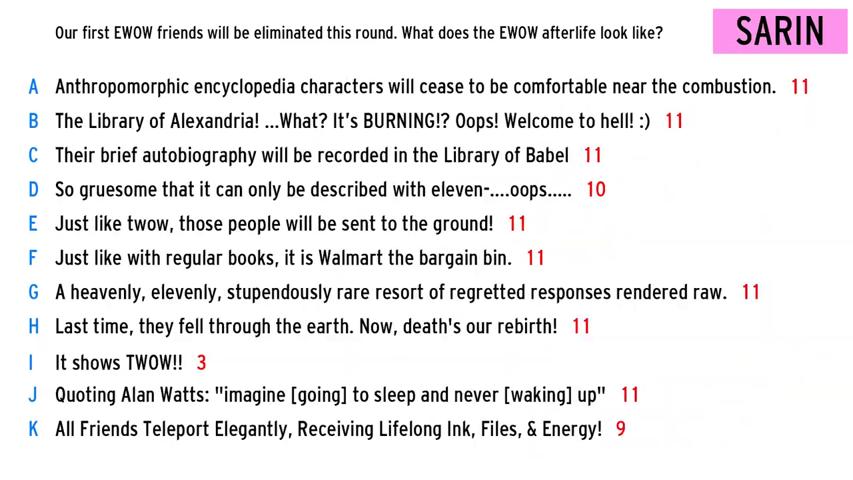 Our first EWOW friends will be eliminated this round. What does the EWOW afterlife look like?
SARIN
A Anthropomorphic encyclopedia characters will cease to be comfortable near the combustion. 11
B The Library of Alexandria! ...What? It's BURNING!? Oops! Welcome to hell! :) 11
C Their brief autobiography will be recorded in the Library of Babel 11
D So gruesome that it can only be described with eleven-....oops..... 10
E Just like twow, those people will be sent to the ground! 11
F Just like with regular books, it is Walmart the bargain bin. 11
G A heavenly, elevenly, stupendously rare resort of regretted responses rendered raw. 11
H Last time, they fell through the earth. Now, death's our rebirth! 11
I It shows TWOW!! 3
J Quoting Alan Watts: "imagine [going] to sleep and never [waking] up" 11
K All Friends Teleport Elegantly, Receiving Lifelong Ink, Files, & Energy! 9